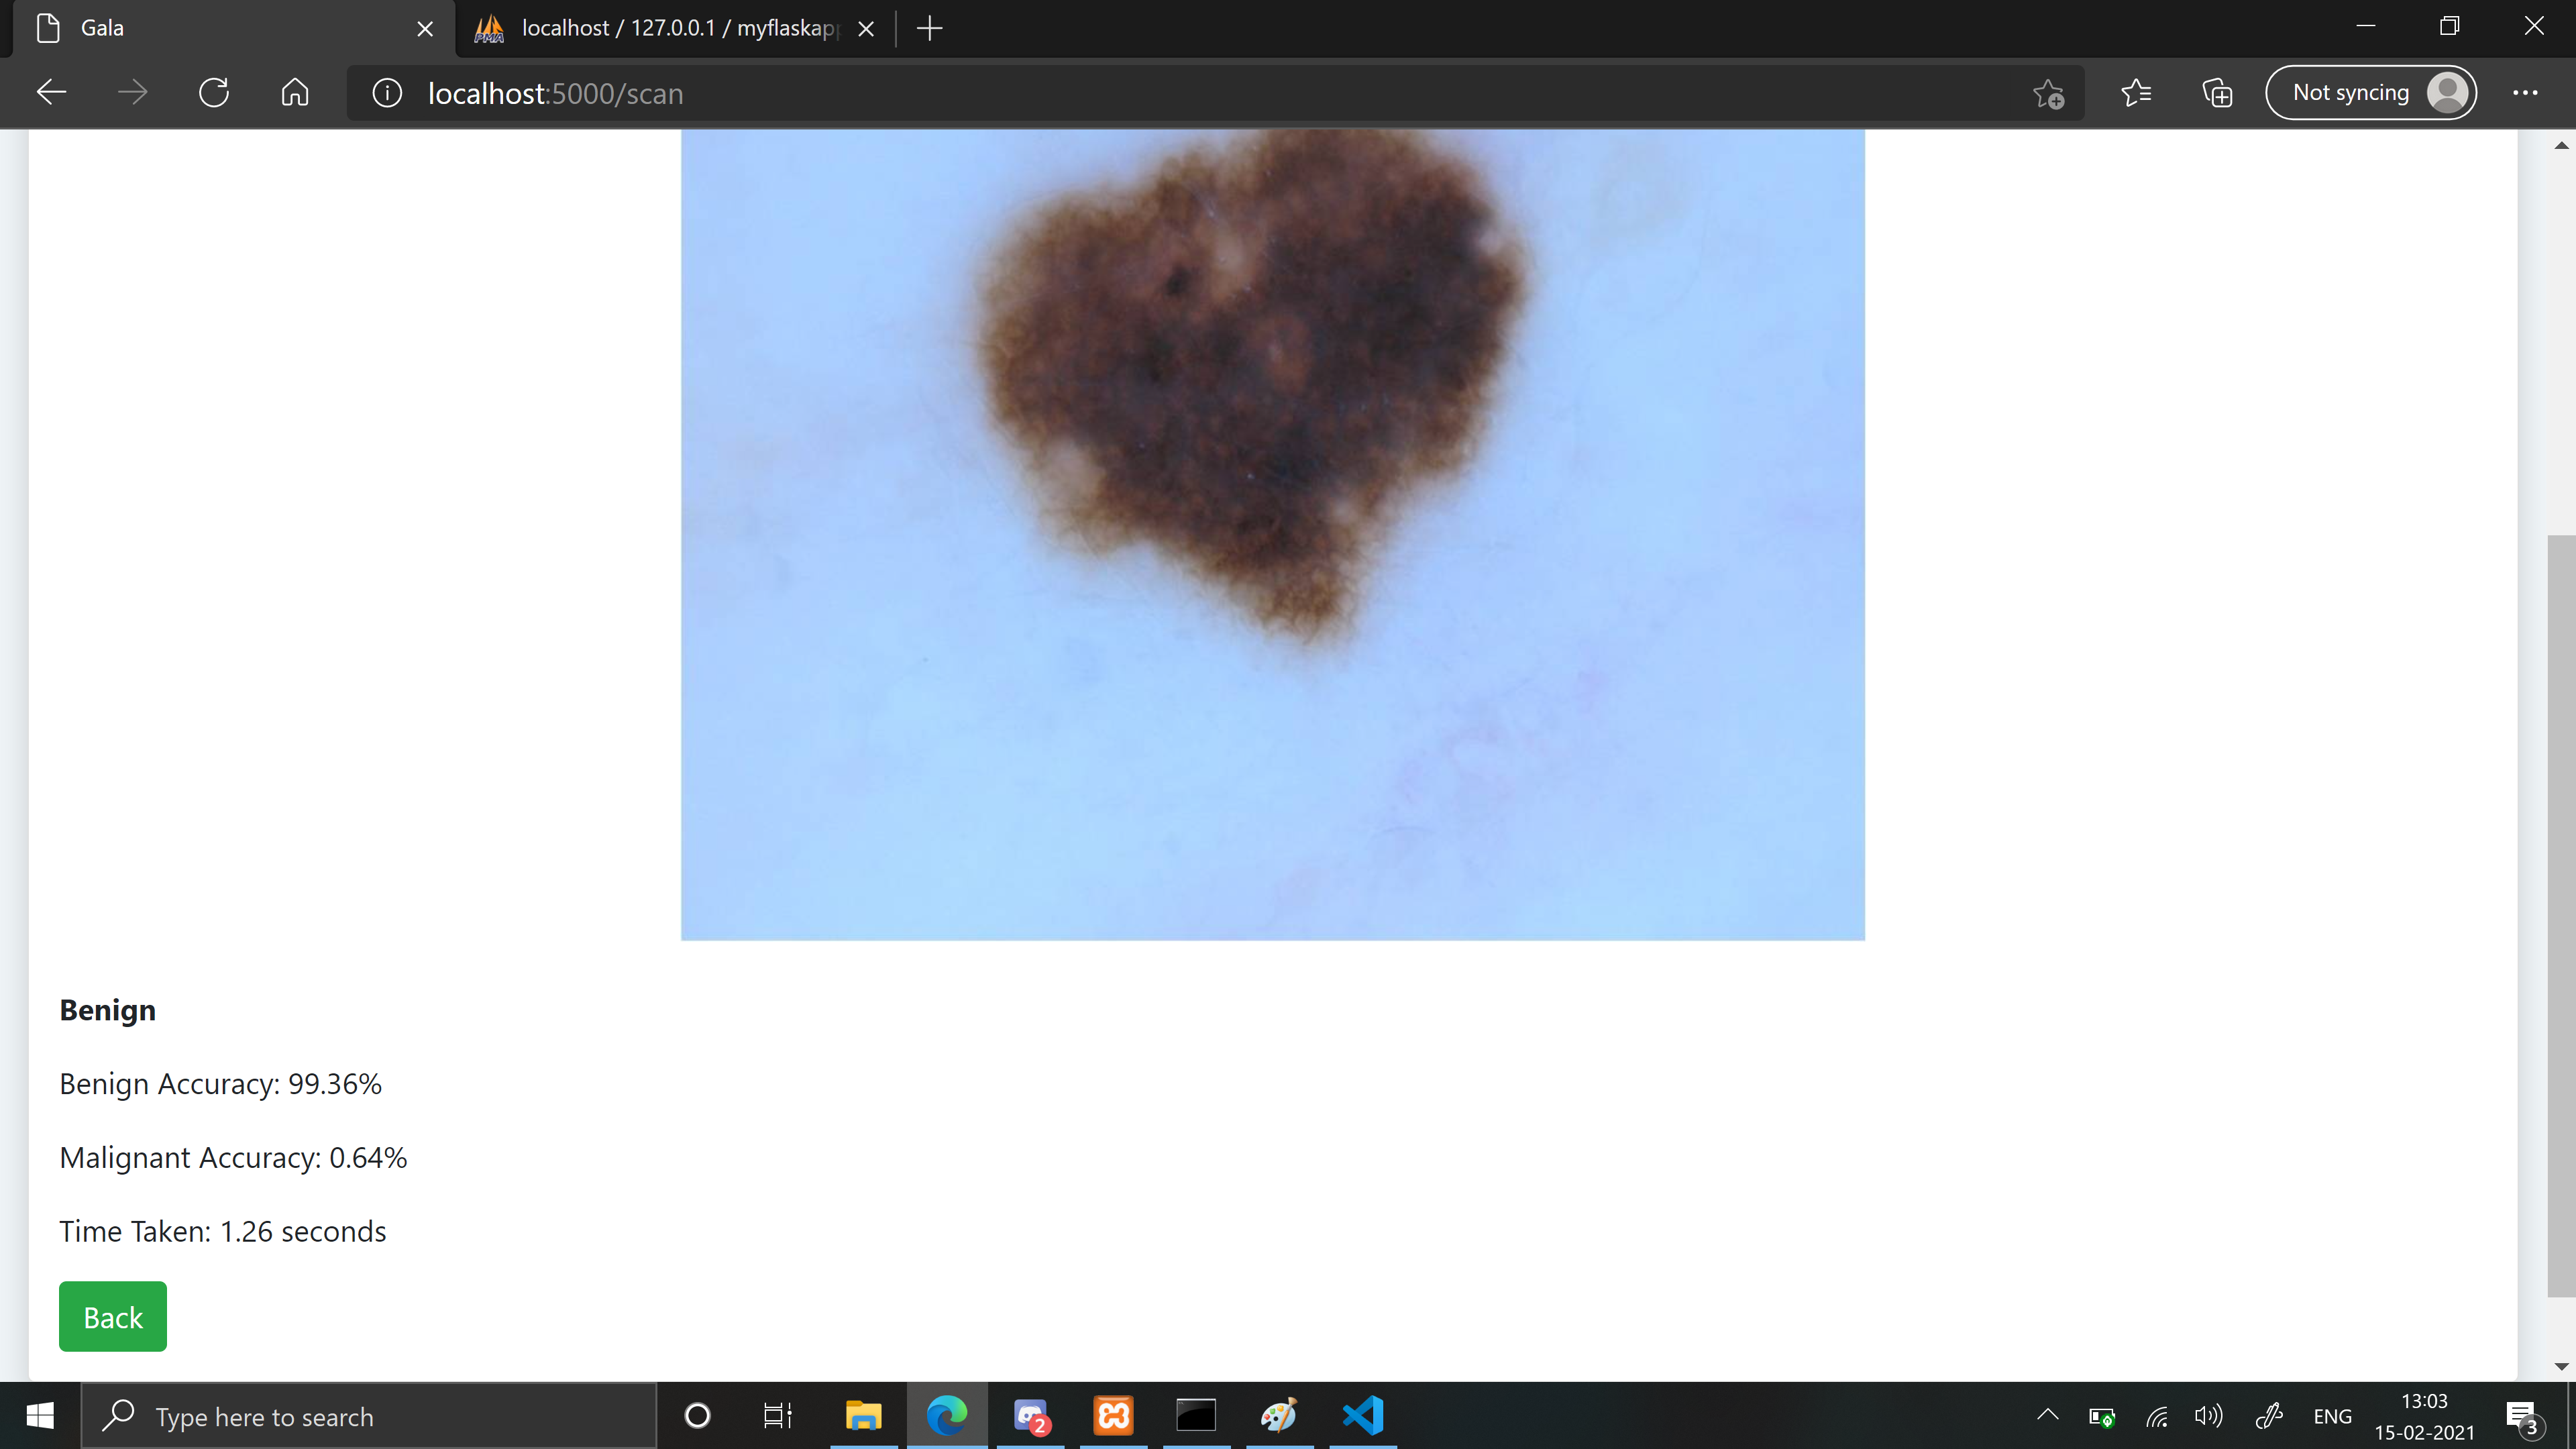 Gala
localhost / 127.0.0.1 / myflaskapp
localhost:5000/scan
Not syncing
Benign
Benign Accuracy: 99.36%
Malignant Accuracy: 0.64%
Time Taken: 1.26 seconds
Back
Type here to search
2
ENG
13:03
15-02-2021
3
PMA